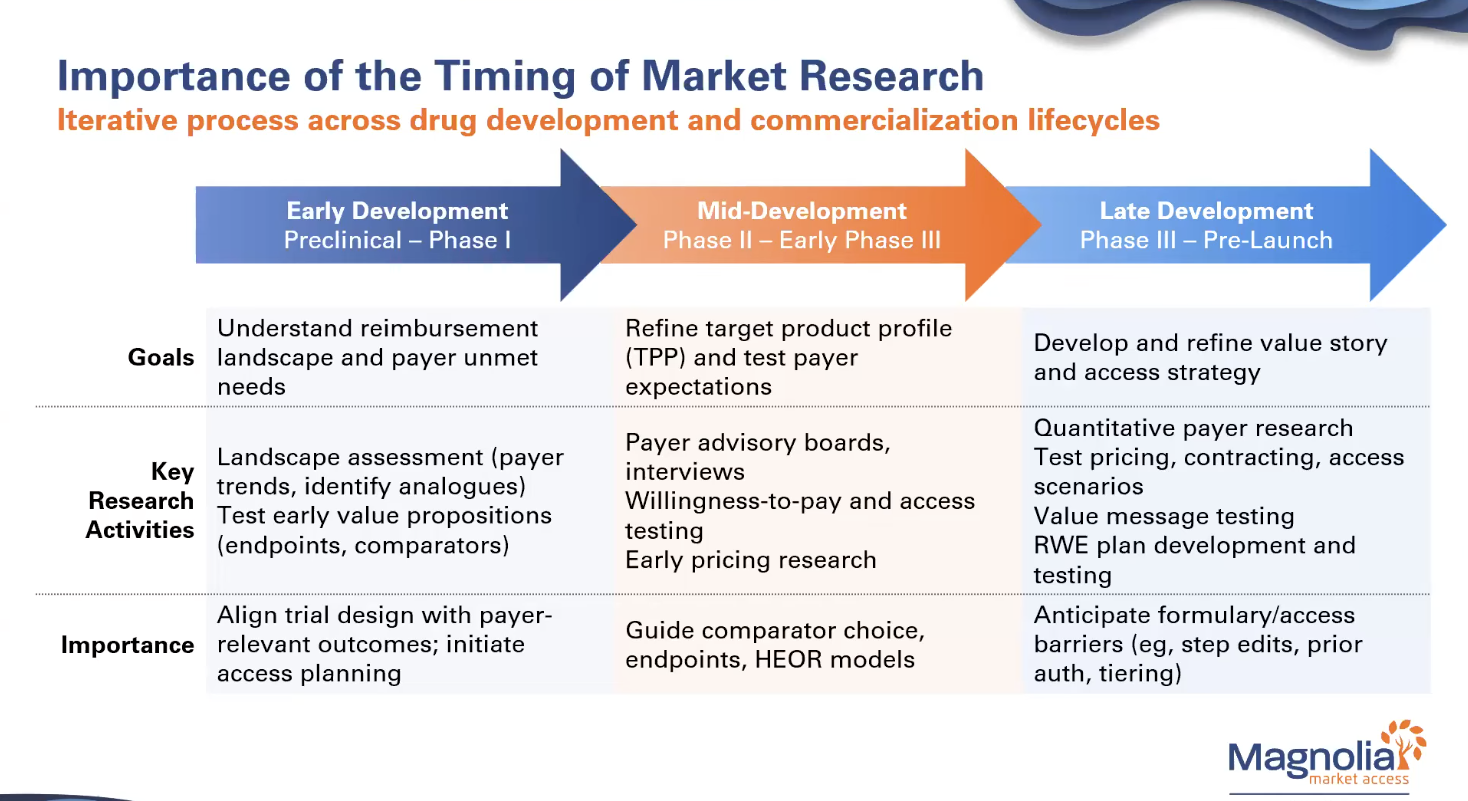 Importance of the Timing of Market Research
Iterative process across drug development and commercialization lifecycles
Early Development
Preclinical – Phase I
Mid-Development
Phase II – Early Phase III
Late Development
Phase III – Pre-Launch
Goals
Understand reimbursement
landscape and payer unmet
needs
Refine target product profile
(TPP) and test payer
expectations
Develop and refine value story
and access strategy
Key
Research
Activities
Landscape assessment (payer
trends, identify analogues)
Test early value propositions
(endpoints, comparators)
Payer advisory boards,
interviews
Willingness-to-pay and access
testing
Early pricing research
Quantitative payer research
Test pricing, contracting, access
scenarios
Value message testing
RWE plan development and
testing
Importance
Align trial design with payer-
relevant outcomes; initiate
access planning
Guide comparator choice,
endpoints, HEOR models
Anticipate formulary/access
barriers (eg, step edits, prior
auth, tiering)
Magnolia
market access